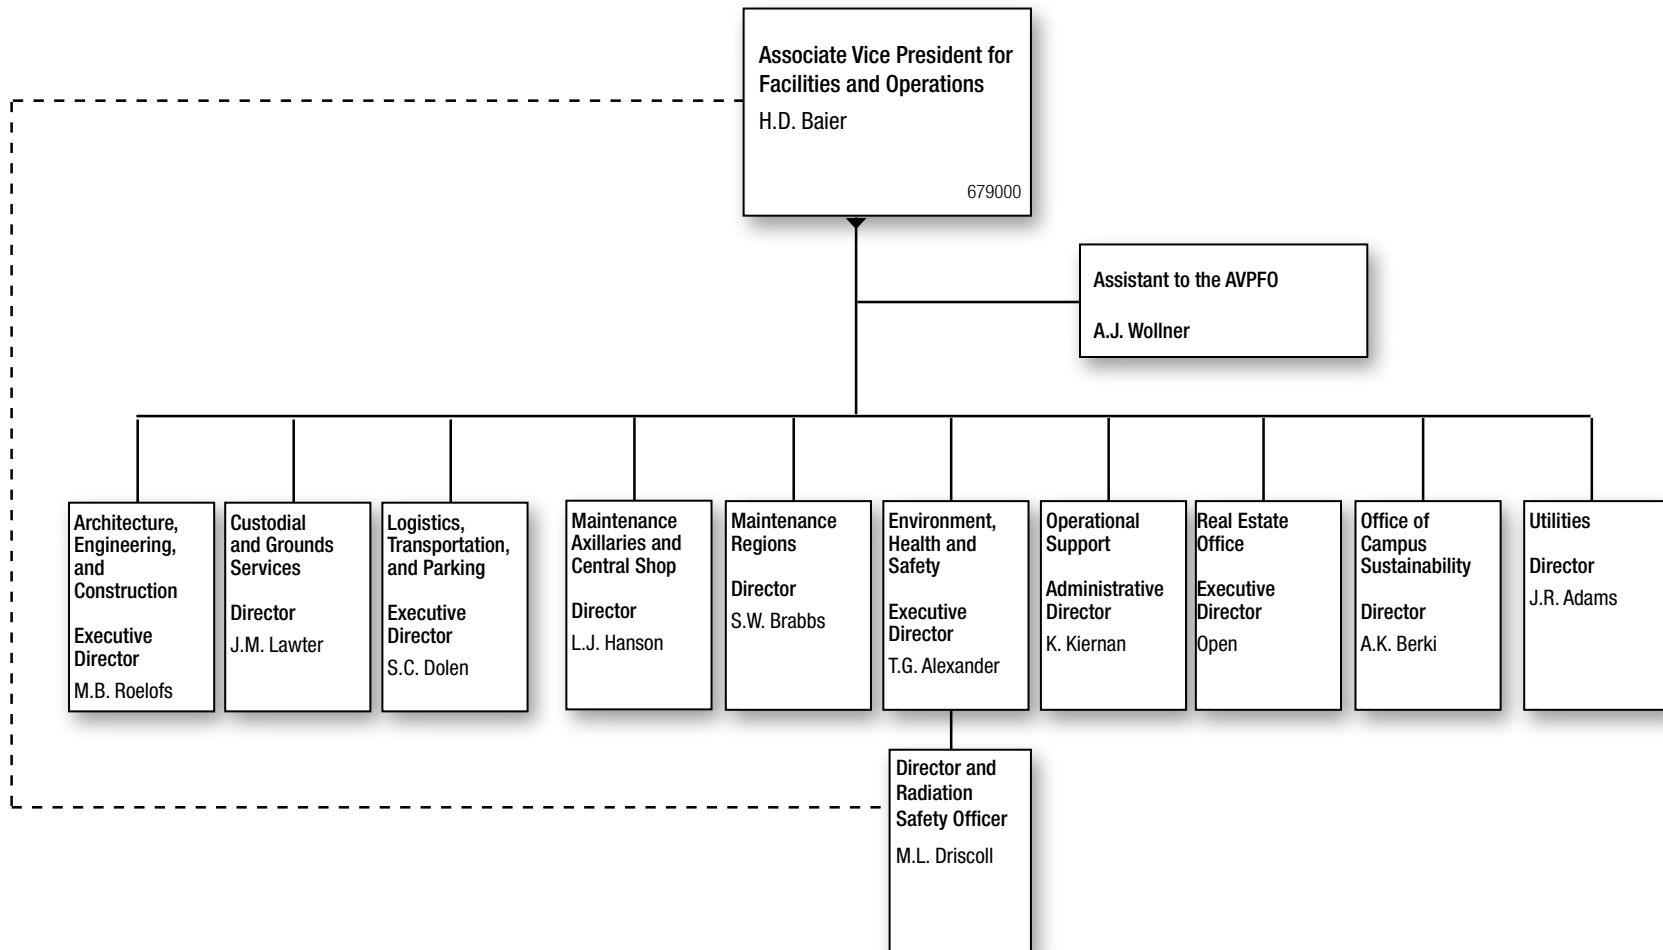 Associate Vice President for
Facilities and Operations
H.D. Baier
679000
Assistant to the AVPFO
A.J. Wollner
Architecture,
Engineering,
and
Construction
Executive
Director
M.B. Roelofs
Custodial
and Grounds
Services
Director
J.M. Lawter
Logistics,
Transportation,
and Parking
Executive
Director
S.C. Dolen
Maintenance
Axillaries and
Central Shop
Director
L.J. Hanson
Maintenance
Regions
Director
S.W. Brabbs
Environment,
Health and
Safety
Executive
Director
T.G. Alexander
Operational
Support
Administrative
Director
K. Kiernan
Real Estate
Office
Executive
Director
Open
Office of
Campus
Sustainability
Director
A.K. Berki
Utilities
Director
J.R. Adams
Director and
Radiation
Safety Officer
M.L. Driscoll